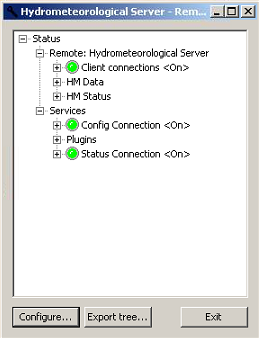 Hydrometeorological Server - Rem...
Status
Remote: Hydrometeorological Server
Client connections <On>
HM Data
HM Status
Services
Config Connection <On>
Plugins
Status Connection <On>
Configure... Export tree... Exit